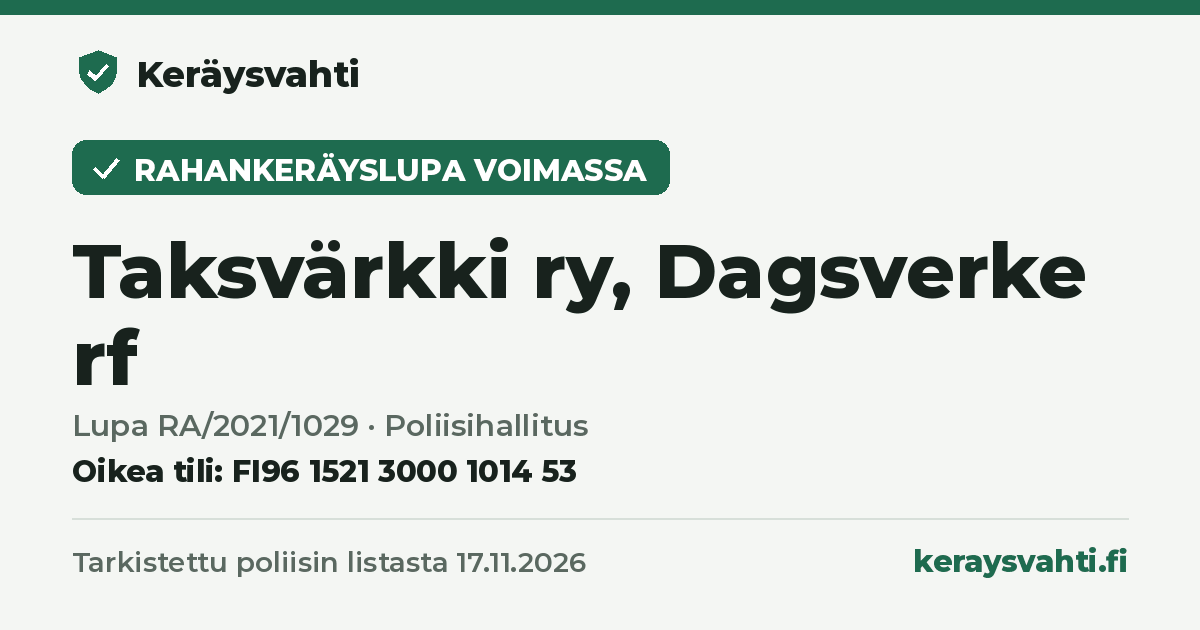 Keräysvahti
RAHANKERÄYSLUPA VOIMASSA
Taksvärkki ry, Dagsverke
rf
Lupa RA/2021/1029 · Poliisihallitus
Oikea tili: FI96 1521 3000 1014 53
Tarkistettu poliisin listasta 17.11.2026
keraysvahti.fi